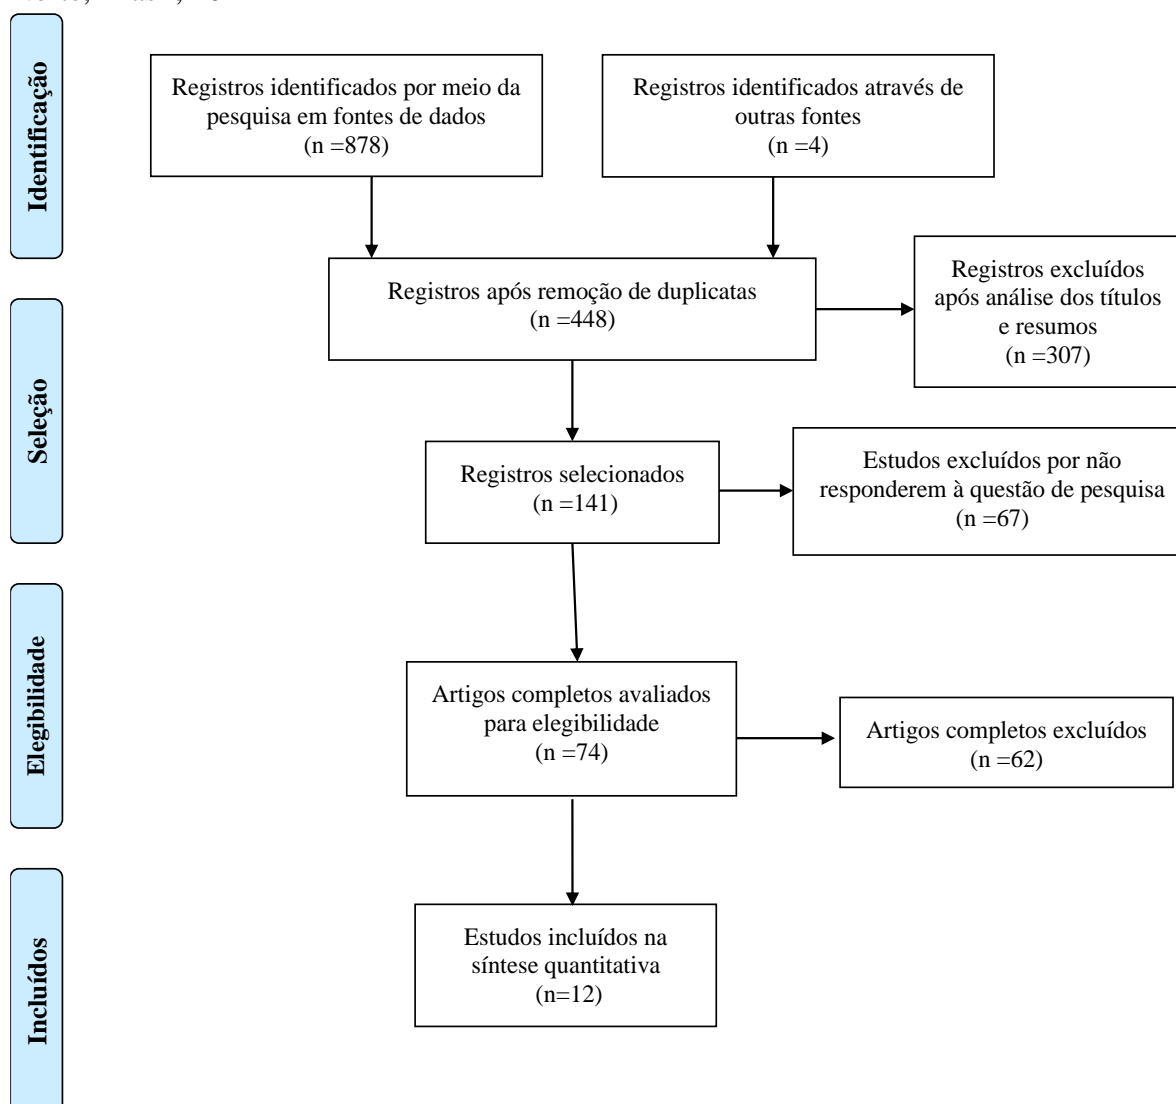 Identificação
Registros identificados por meio da
pesquisa em fontes de dados
(n =878)
Registros identificados através de
outras fontes
(n =4)
Registros após remoção de duplicatas
(n =448)
Registros excluídos
após análise dos títulos
e resumos
(n =307)
Seleção
Registros selecionados
(n =141)
Estudos excluídos por não
responderem à questão de pesquisa
(n =67)
Elegibilidade
Artigos completos avaliados
para elegibilidade
(n =74)
Artigos completos excluídos
(n =62)
Incluídos
Estudos incluídos na
síntese quantitativa
(n=12)